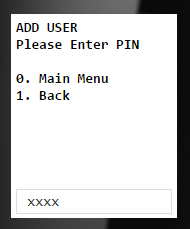 ADD USER
Please Enter PIN
0. Main Menu
1. Back
xxxx